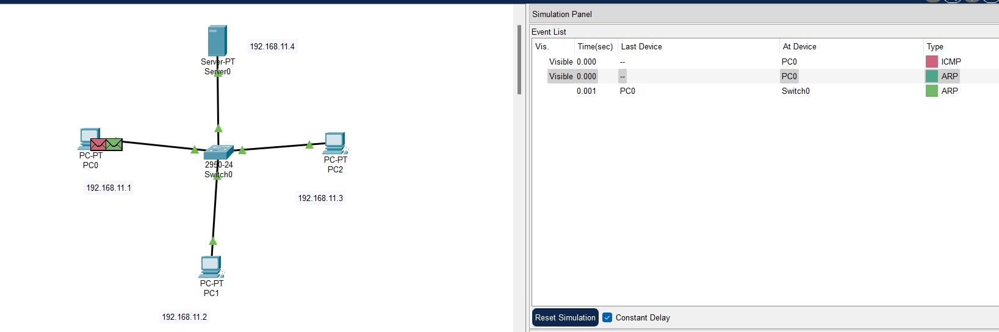 192.168.11.4
Server-PT
Server0
PC-PT
PC0
192.168.11.1
2950-24
Switch0
PC-PT
PC2
192.168.11.3
PC-PT
PC1
192.168.11.2
Simulation Panel
Event List
Vis. Time(sec) Last Device At Device Type
Visible 0.000 -- PC0 ICMP
Visible 0.000 -- PC0 ARP
0.001 PC0 Switch0 ARP
Reset Simulation Constant Delay